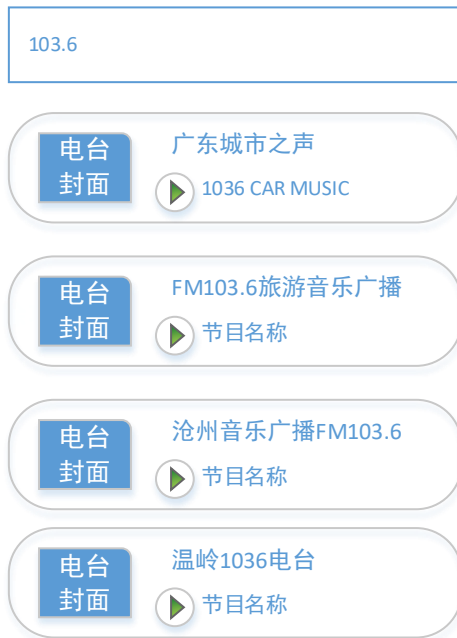 103.6
电台
封面
广东城市之声
1036 CAR MUSIC
电台
封面
FM103.6旅游音乐广播
节目名称
电台
封面
沧州音乐广播FM103.6
节目名称
电台
封面
温岭1036电台
节目名称